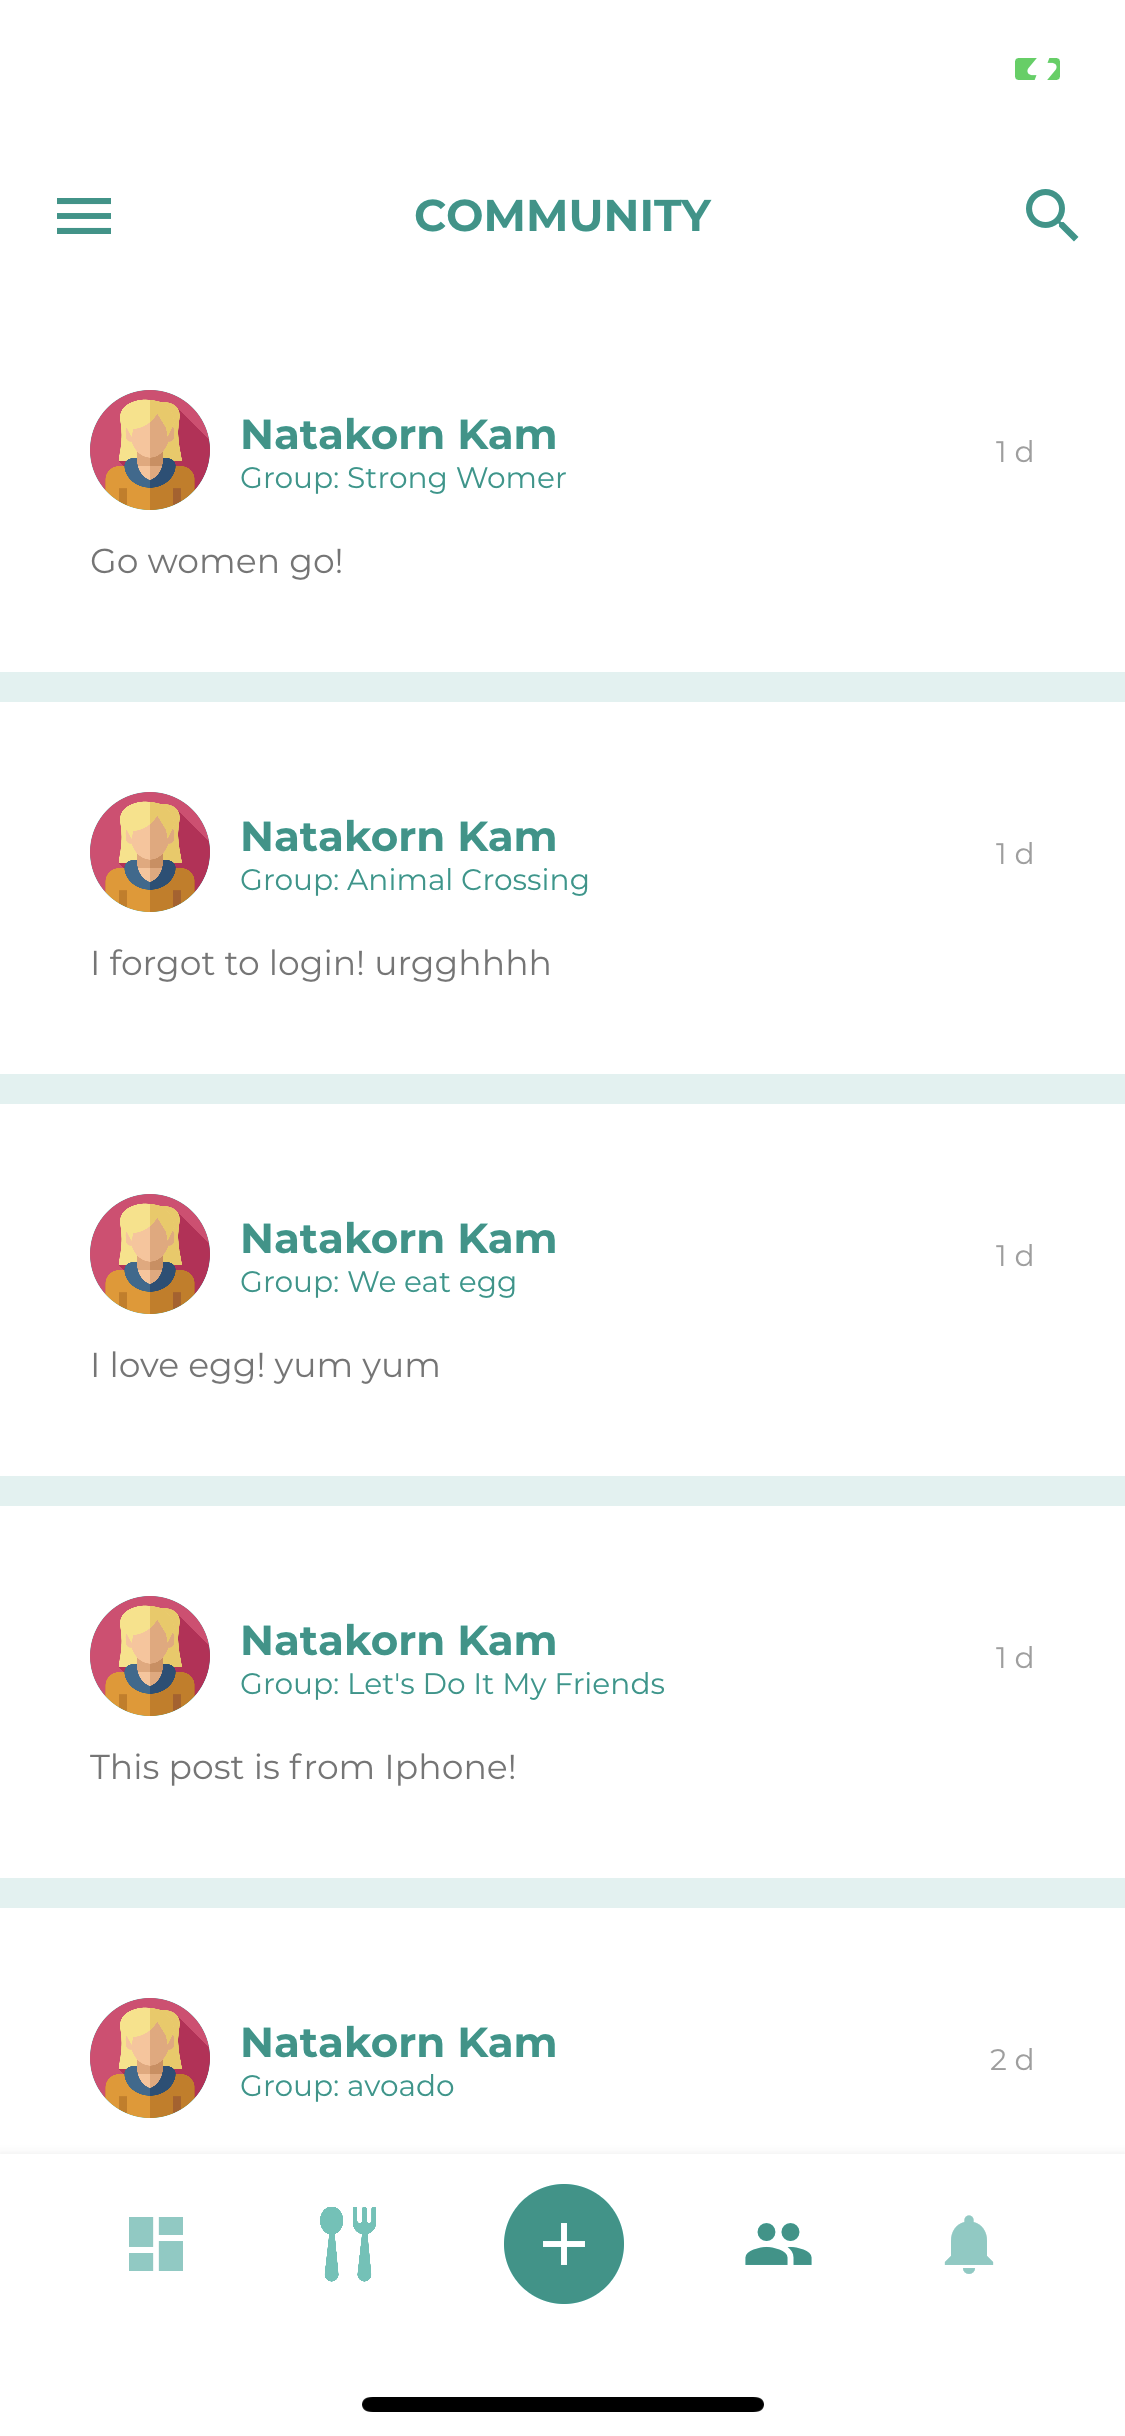 COMMUNITY
Natakorn Kam
1 d
Group: Strong Womer
Go women go!
Natakorn Kam
1 d
Group: Animal Crossing
I forgot to login! urgghhhh
Natakorn Kam
1 d
Group: We eat egg
I love egg! yum yum
Natakorn Kam
1 d
Group: Let's Do It My Friends
This post is from Iphone!
Natakorn Kam
2 d
Group: avoado